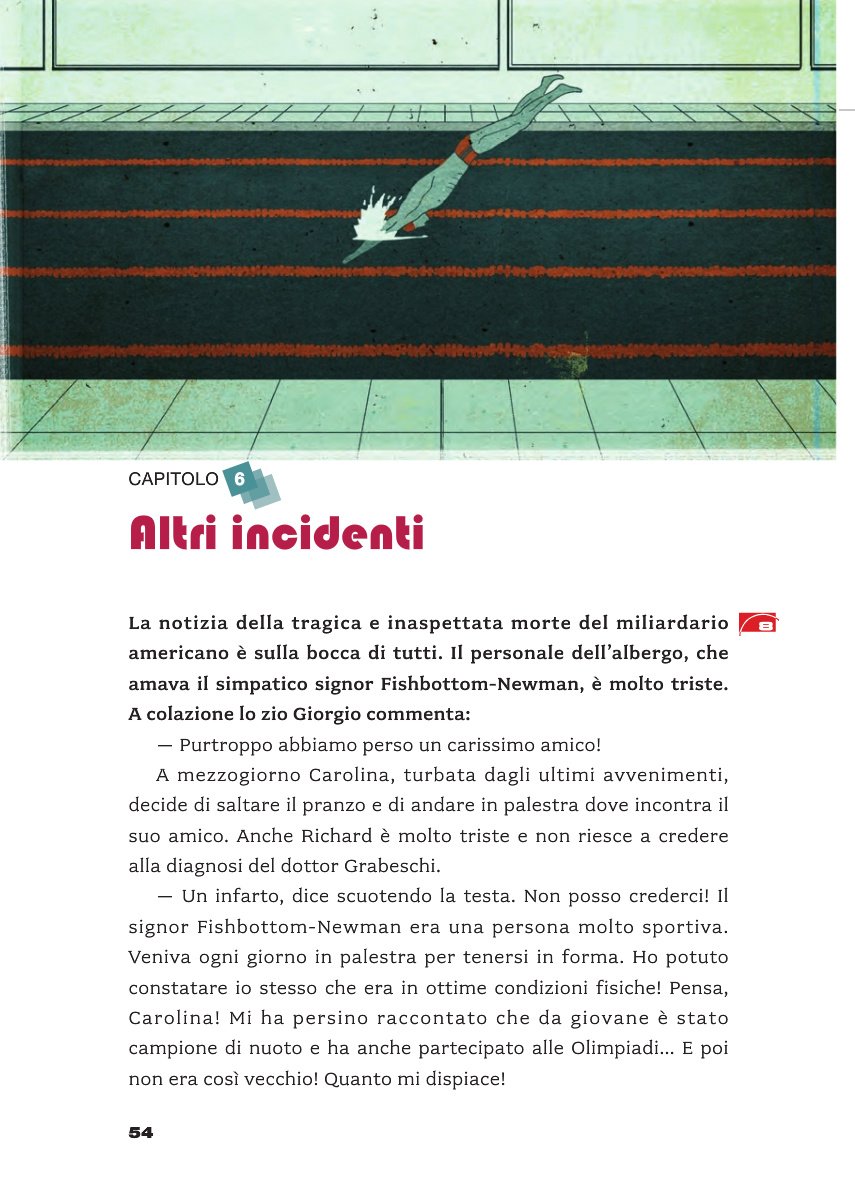 CAPITOLO 6
Altri incidenti
La notizia della tragica e inaspettata morte del miliardario
8
americano è sulla bocca di tutti. Il personale dell’albergo, che
amava il simpatico signor Fishbottom-Newman, è molto triste.
A colazione lo zio Giorgio commenta:
— Purtroppo abbiamo perso un carissimo amico!
A mezzogiorno Carolina, turbata dagli ultimi avvenimenti,
decide di saltare il pranzo e di andare in palestra dove incontra il
suo amico. Anche Richard è molto triste e non riesce a credere
alla diagnosi del dottor Grabeschi.
— Un infarto, dice scuotendo la testa. Non posso crederci! Il
signor Fishbottom-Newman era una persona molto sportiva.
Veniva ogni giorno in palestra per tenersi in forma. Ho potuto
constatare io stesso che era in ottime condizioni fisiche! Pensa,
Carolina! Mi ha persino raccontato che da giovane è stato
campione di nuoto e ha anche partecipato alle Olimpiadi... E poi
non era così vecchio! Quanto mi dispiace!
54